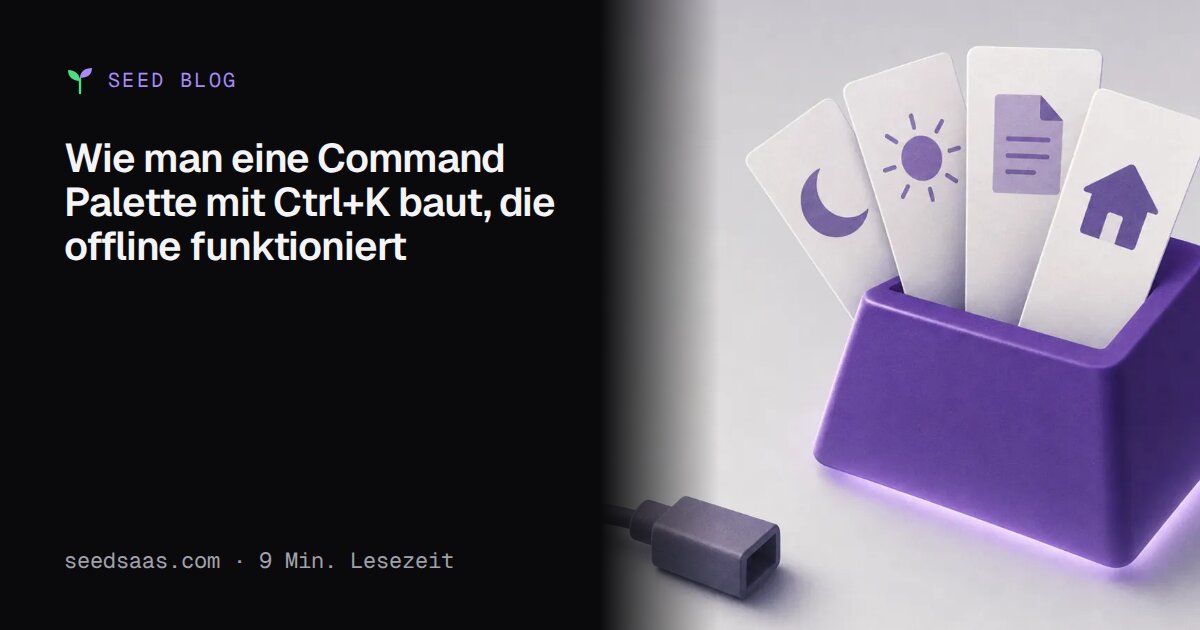 SEED BLOG
Wie man eine Command
Palette mit Ctrl+K baut, die
offline funktioniert
seedsaas.com · 9 Min. Lesezeit